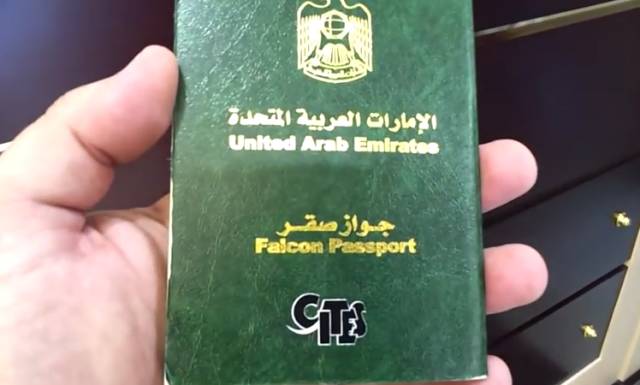 الإمارات العربية المتحدة
United Arab Emirates
جواز صقر
Falcon Passport
CITES